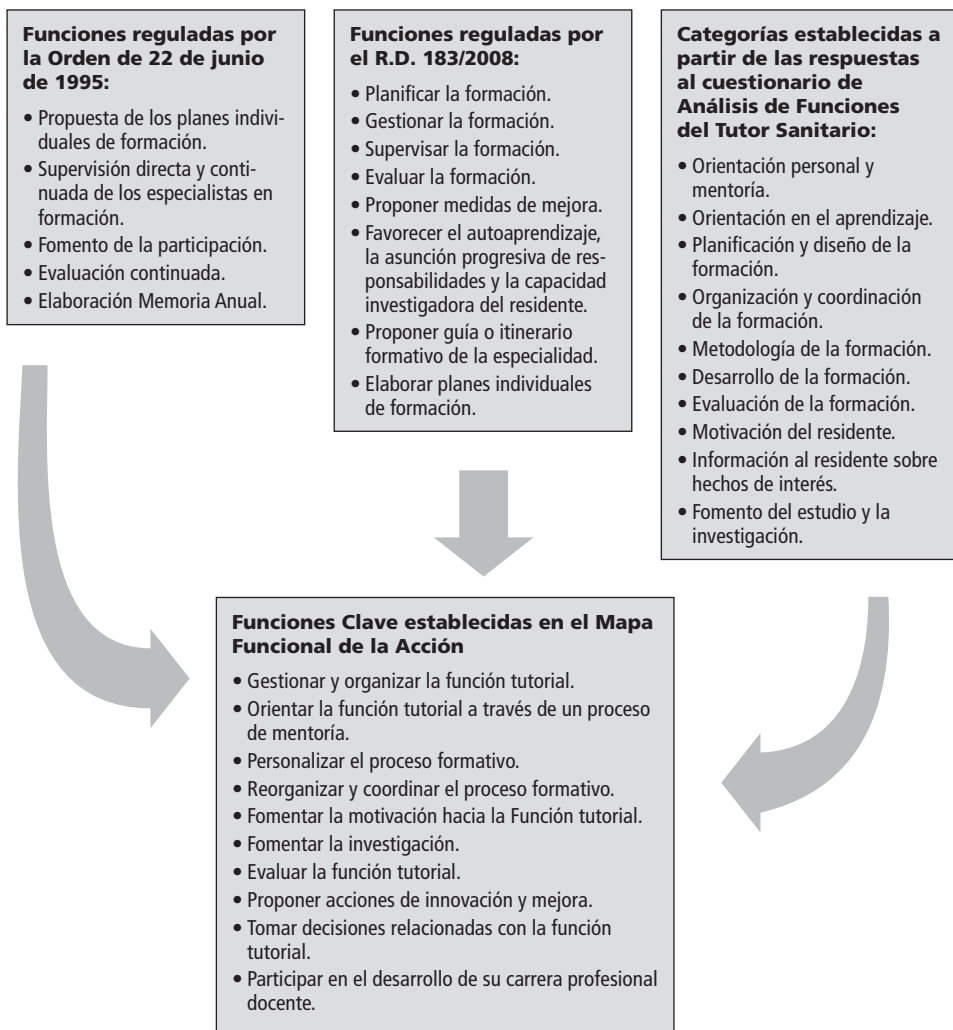 Funciones reguladas por
la Orden de 22 de junio
de 1995:
• Propuesta de los planes indivi-
duales de formación.
• Supervisión directa y conti-
nuada de los especialistas en
formación.
• Fomento de la participación.
• Evaluación continuada.
• Elaboración Memoria Anual.
Funciones reguladas por
el R.D. 183/2008:
• Planificar la formación.
• Gestionar la formación.
• Supervisar la formación.
• Evaluar la formación.
• Proponer medidas de mejora.
• Favorecer el autoaprendizaje,
la asunción progresiva de res-
ponsabilidades y la capacidad
investigadora del residente.
• Proponer guía o itinerario
formativo de la especialidad.
• Elaborar planes individuales
de formación.
Categorías establecidas a
partir de las respuestas
al cuestionario de
Análisis de Funciones
del Tutor Sanitario:
• Orientación personal y
mentoría.
• Orientación en el aprendizaje.
• Planificación y diseño de la
formación.
• Organización y coordinación
de la formación.
• Metodología de la formación.
• Desarrollo de la formación.
• Evaluación de la formación.
• Motivación del residente.
• Información al residente sobre
hechos de interés.
• Fomento del estudio y la
investigación.
Funciones Clave establecidas en el Mapa
Funcional de la Acción
• Gestionar y organizar la función tutorial.
• Orientar la función tutorial a través de un proceso
de mentoría.
• Personalizar el proceso formativo.
• Reorganizar y coordinar el proceso formativo.
• Fomentar la motivación hacia la Función tutorial.
• Fomentar la investigación.
• Evaluar la función tutorial.
• Proponer acciones de innovación y mejora.
• Tomar decisiones relacionadas con la función
tutorial.
• Participar en el desarrollo de su carrera profesional
docente.